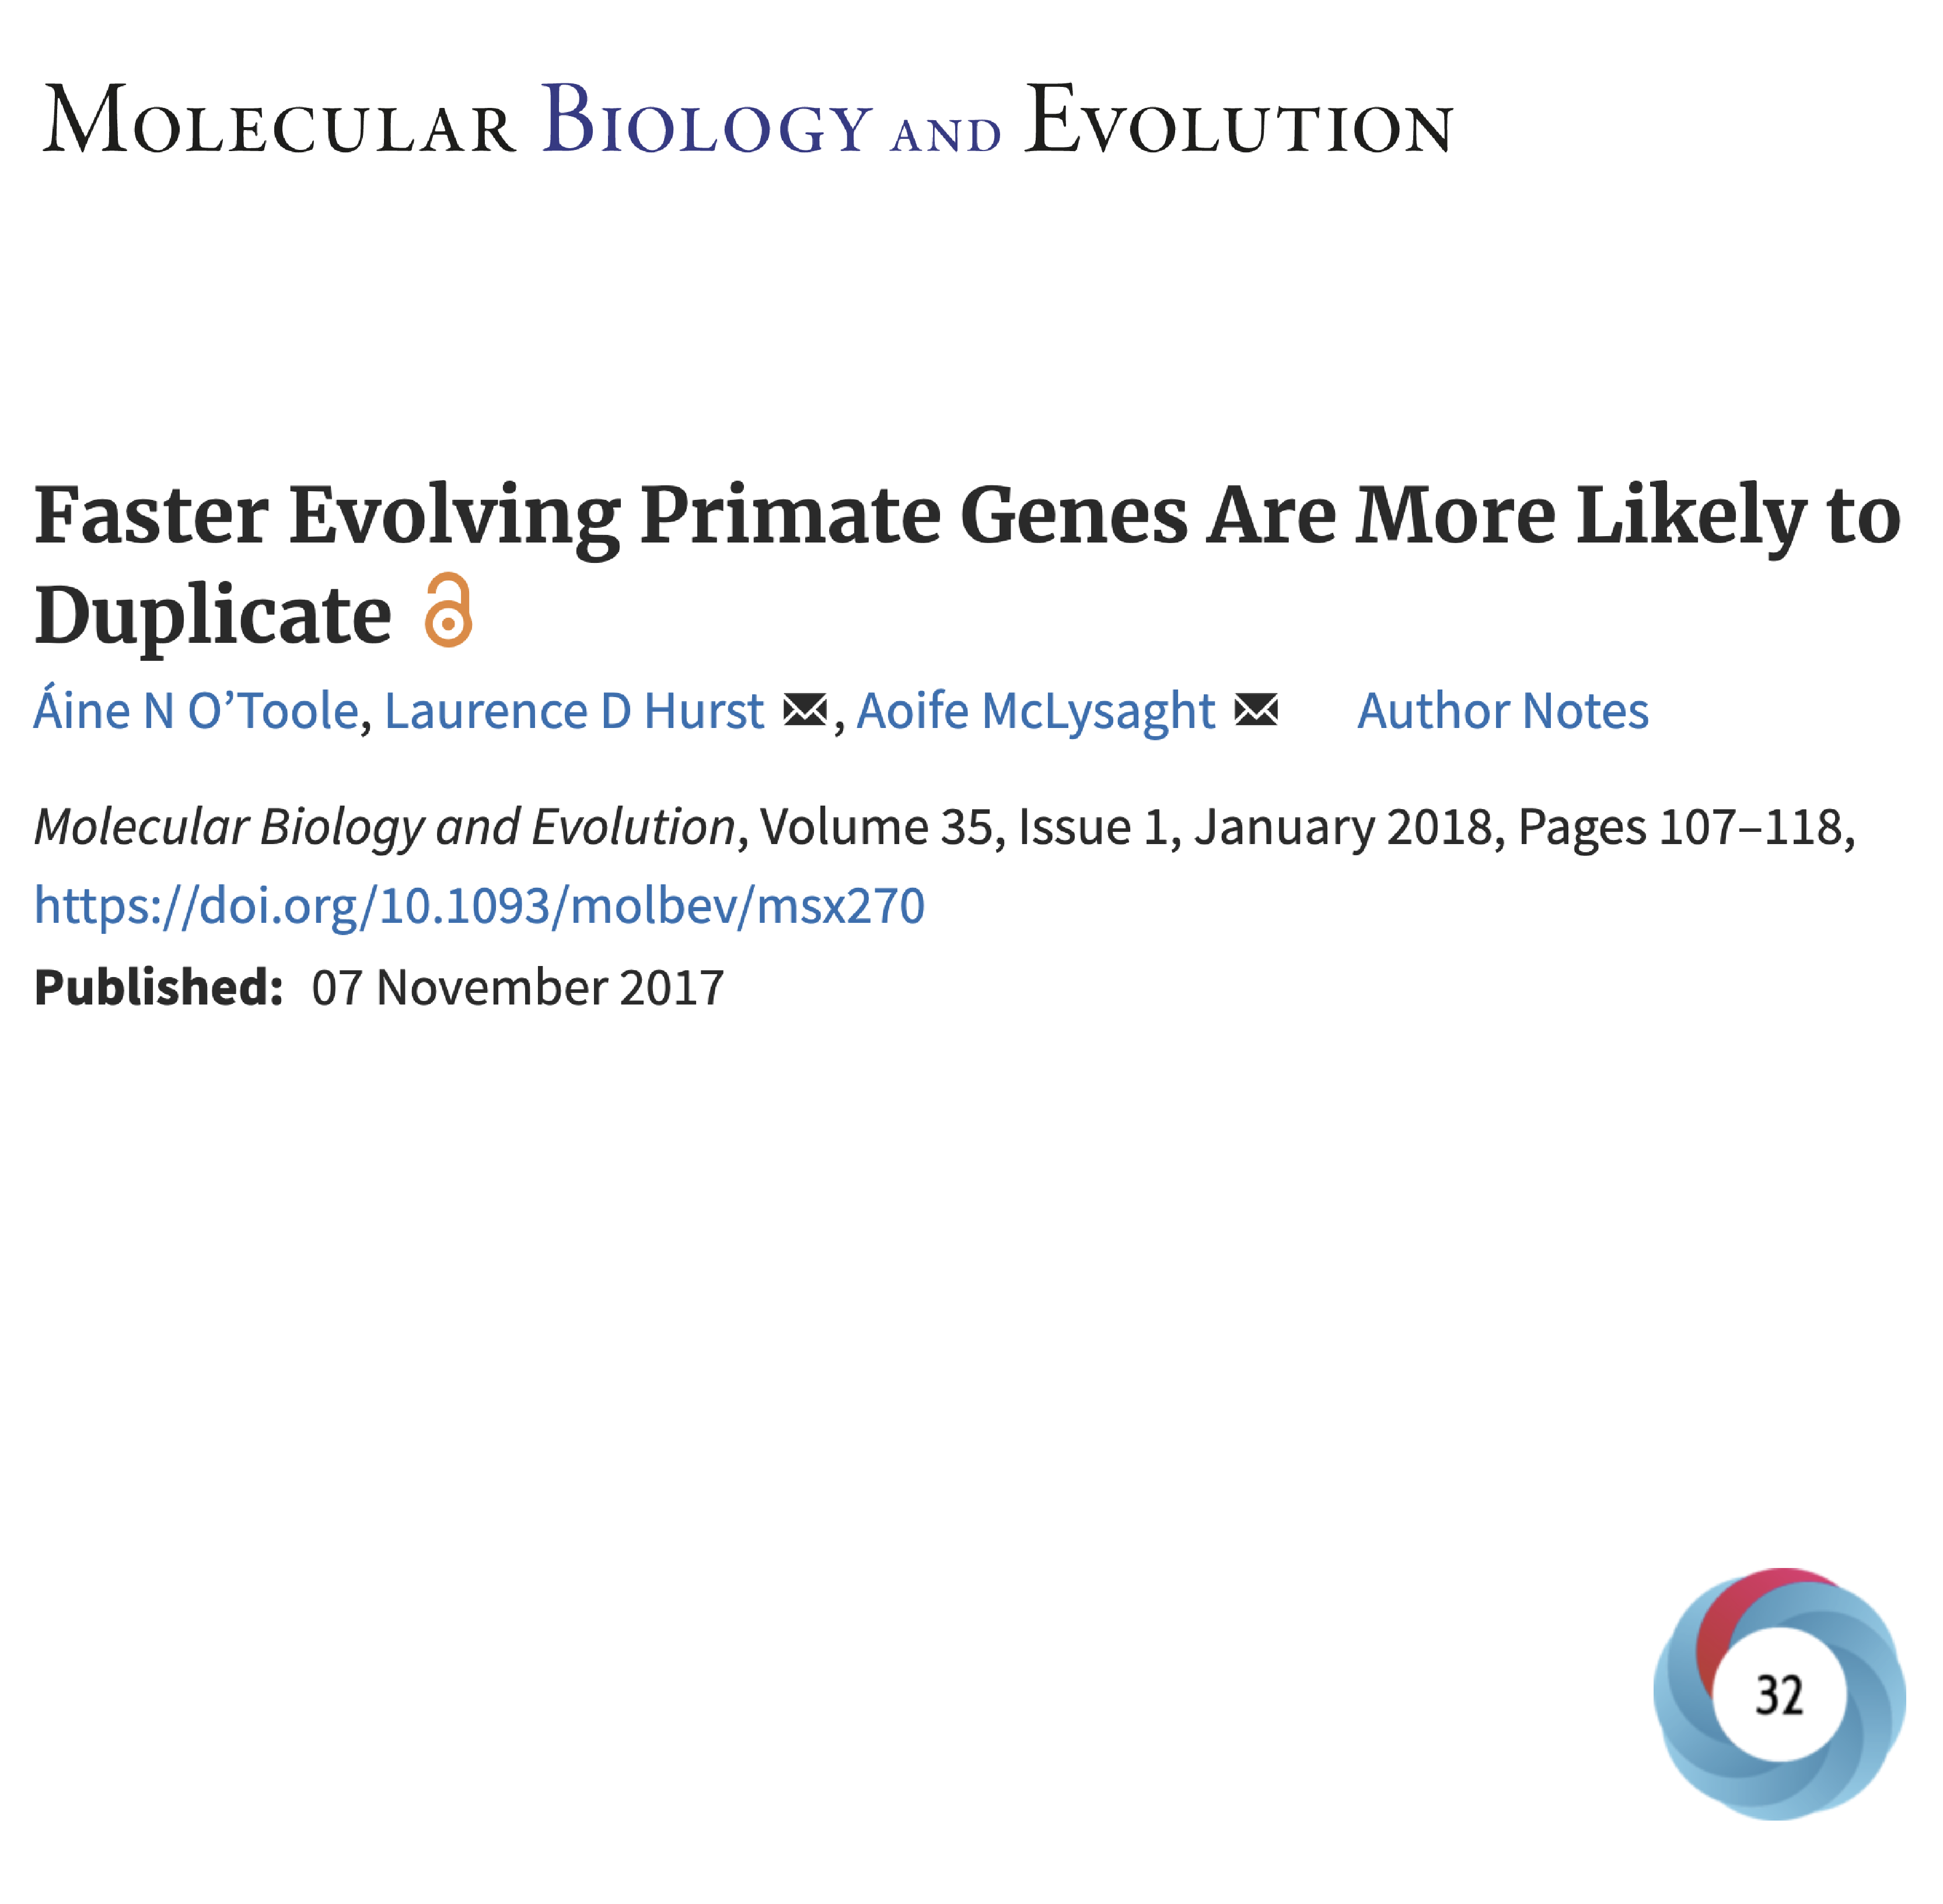 MOLECULAR BIOLOGY AND EVOLUTION
Faster Evolving Primate Genes Are More Likely to
Duplicate
Áine N O’Toole, Laurence D Hurst , Aoife McLysaght Author Notes
Molecular Biology and Evolution, Volume 35, Issue 1, January 2018, Pages 107–118,
https://doi.org/10.1093/molbev/msx270
Published: 07 November 2017
32